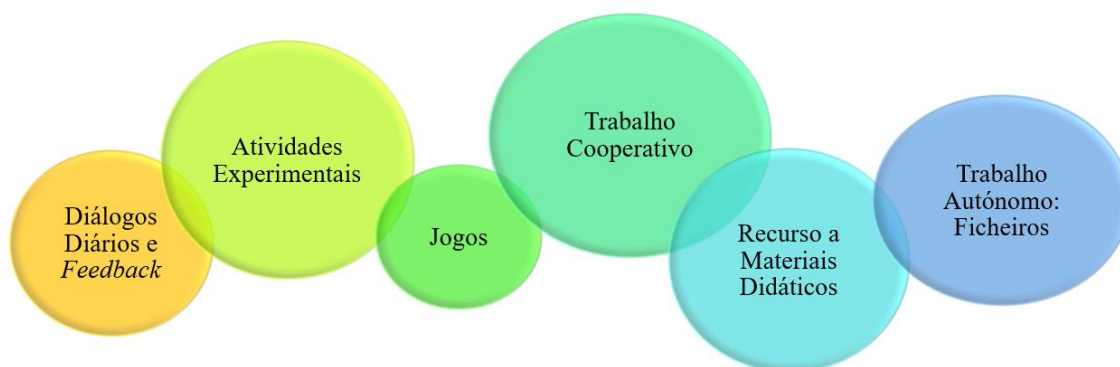 Diálogos
Diários e
Feedback
Atividades
Experimentais
Jogos
Trabalho
Cooperativo
Recurso a
Materiais
Didáticos
Trabalho
Autónomo:
Ficheiros